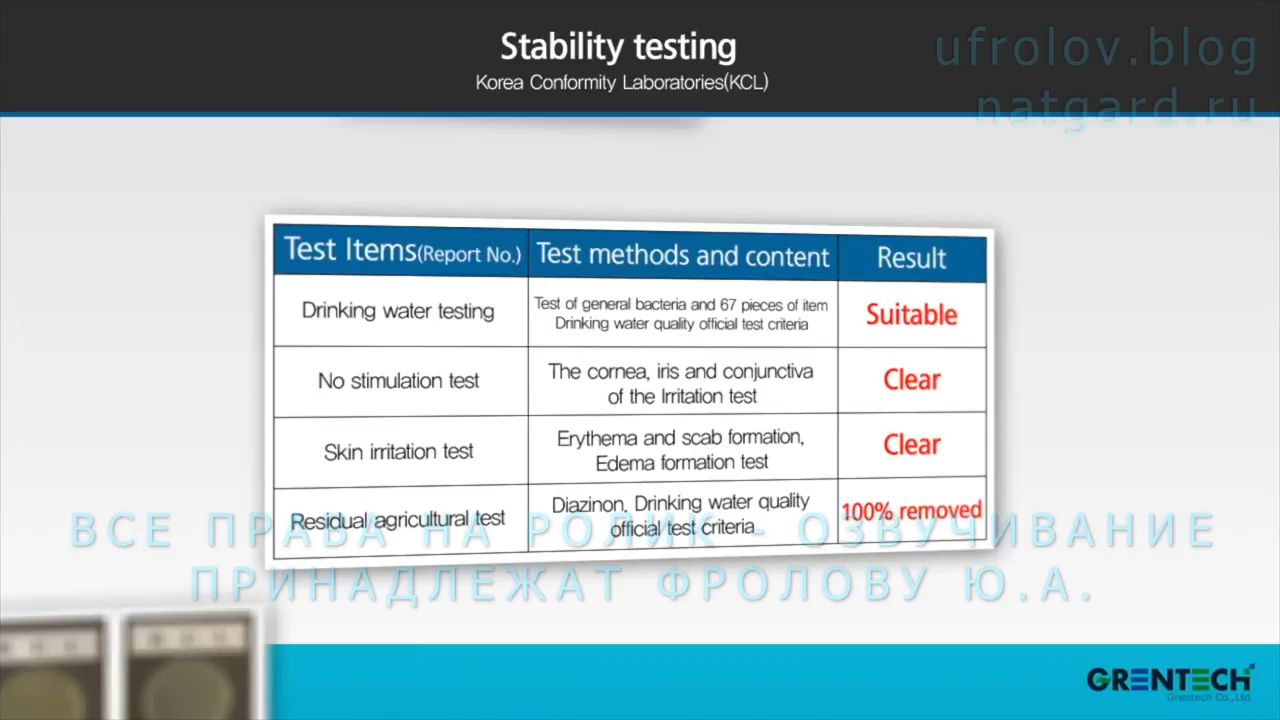 Stability testing
Korea Conformity Laboratories(KCL)
ufrolov.blog
natgard.ru
Test Items(Report No.) Test methods and content Result
Drinking water testing
Test of general bacteria and 67 pieces of item
Drinking water quality official test criteria
Suitable
No stimulation test
The cornea, iris and conjunctiva
of the Irritation test
Clear
Skin irritation test
Erythema and scab formation,
Edema formation test
Clear
Residual agricultural test
Diazinon, Drinking water quality
official test criteria
100% removed
ВСЕ ПРАВА НА РОЛИК - ОЗВУЧИВАНИЕ
ПРИНАДЛЕЖАТ ФРОЛОВУ Ю.А.
GRENTECH
Grentech Co.,Ltd.